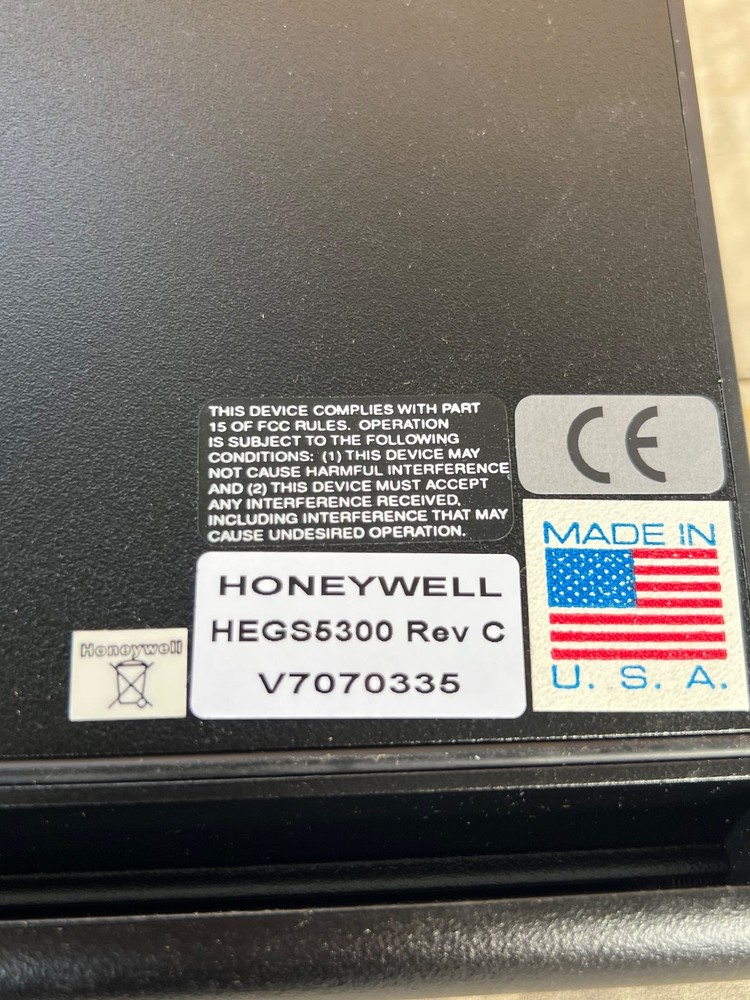 THIS DEVICE COMPLIES WITH PART
15 OF FCC RULES. OPERATION
IS SUBJECT TO THE FOLLOWING
CONDITIONS: (1) THIS DEVICE MAY
NOT CAUSE HARMFUL INTERFERENCE
AND (2) THIS DEVICE MUST ACCEPT
ANY INTERFERENCE RECEIVED,
INCLUDING INTERFERENCE THAT MAY
CAUSE UNDESIRED OPERATION.
CE
MADE IN
U. S. A.
HONEYWELL
HEGS5300 Rev C
V7070335
Honeywell